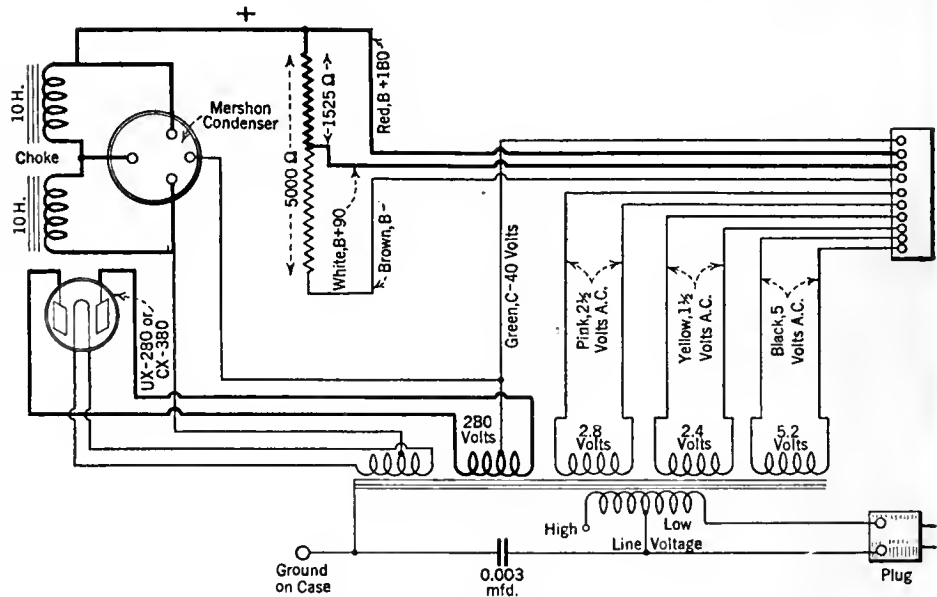 +
10 H.
Choke
10 H.
Mershon
Condenser
5000 Ω
1525 Ω
Red, B +180
White, B+90
Brown, B-
Green, C-40 Volts
Pink, 2½
Volts A.C.
Yellow, 1½
Volts A.C.
Black, 5
Volts A.C.
UX-280 or
CX-380
280
Volts
2.8
Volts
2.4
Volts
5.2
Volts
High
Low
Line Voltage
Ground
on Case
0.003
mfd.
Plug